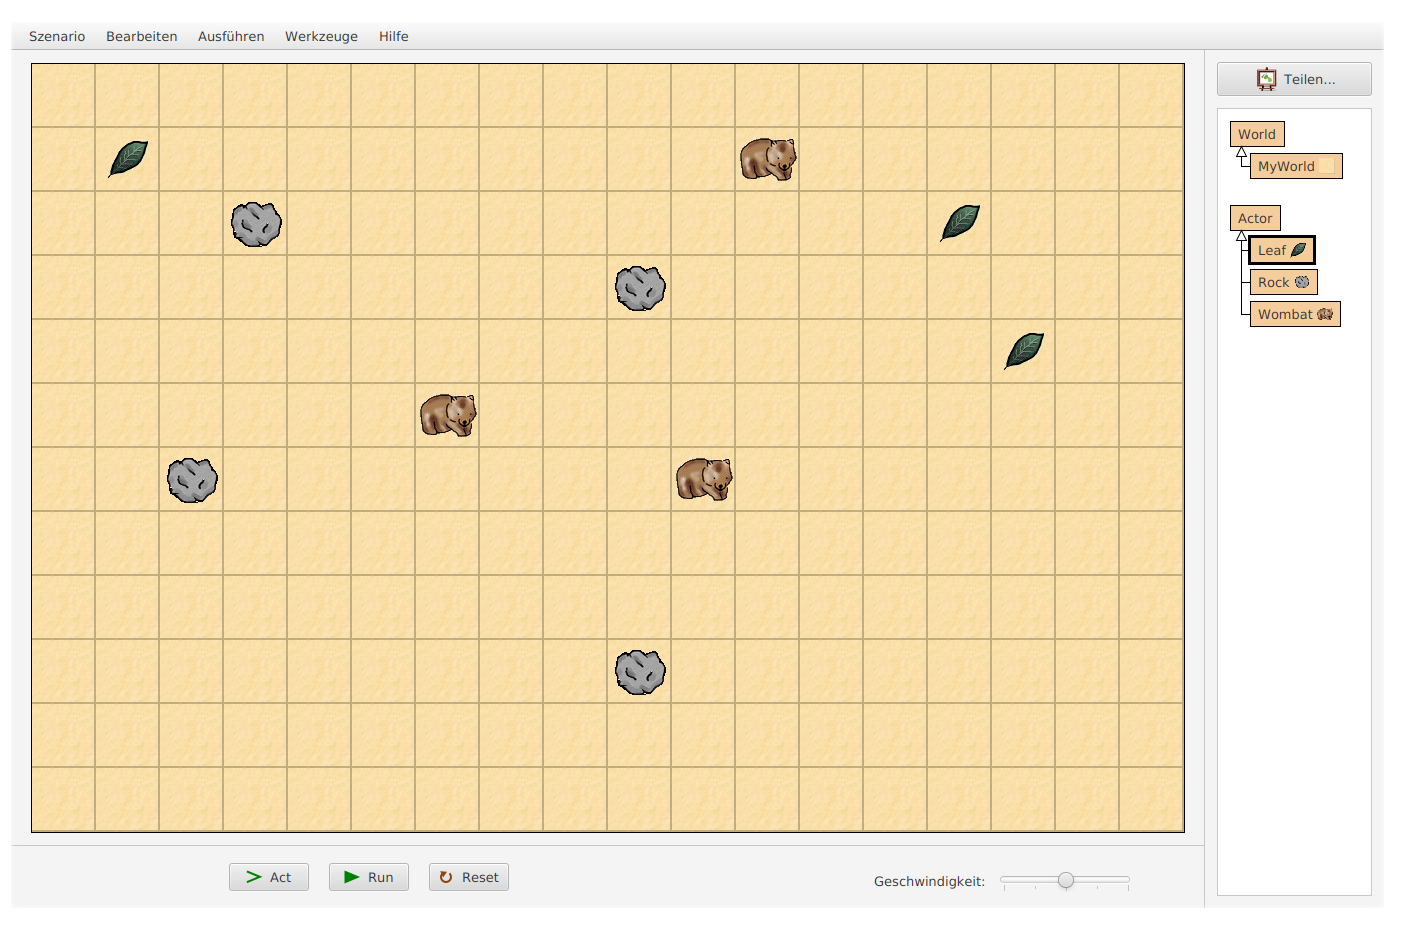 Szenario Bearbeiten Ausführen Werkzeuge Hilfe
Teilen...
World
MyWorld
Actor
Leaf
Rock
Wombat
Act Run Reset Geschwindigkeit: